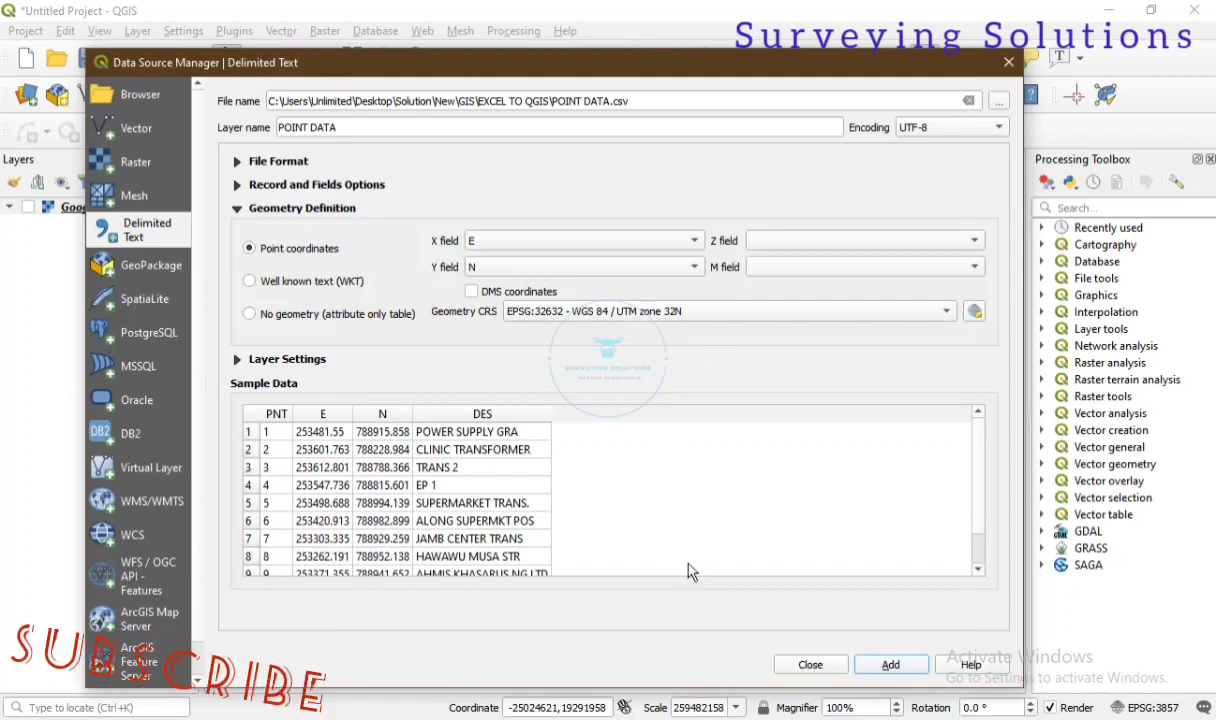 *Untitled Project - QGIS
Surveying Solutions
Project Edit View Layer Settings Plugins Vector Raster Database Web Mesh Processing Help
Data Source Manager | Delimited Text
Browser
Vector
Raster
Mesh
Delimited
Text
GeoPackage
SpatiaLite
PostgreSQL
MSSQL
Oracle
DB2
Virtual Layer
WMS/WMTS
WCS
WFS / OGC
API -
Features
ArcGIS Map
Server
ArcGIS
Feature
Server
Layers
Goo
File name C:\Users\Unlimited\Desktop\Solution\New\GIS\EXCEL TO QGIS\POINT DATA.csv
Layer name POINT DATA Encoding UTF-8
File Format
Record and Fields Options
Geometry Definition
Point coordinates X field E Z field
Y field N M field
Well known text (WKT) DMS coordinates
No geometry (attribute only table) Geometry CRS EPSG:32632 - WGS 84 / UTM zone 32N
Layer Settings
SURVEYING SOLUTIONS
Sample Data
PNT E N DES
1 1 253481.55 788915.858 POWER SUPPLY GRA
2 2 253601.763 788228.984 CLINIC TRANSFORMER
3 3 253612.801 788788.366 TRANS 2
4 4 253547.736 788815.601 EP 1
5 5 253498.688 788994.139 SUPERMARKET TRANS.
6 6 253420.913 788982.899 ALONG SUPERMKT POS
7 7 253303.335 788929.259 JAMB CENTER TRANS
8 8 253262.191 788952.138 HAWAWU MUSA STR
9 9 253371.355 788941.652 AHMIS KHASARUS NG LTD
Close Add Help
Processing Toolbox
Search...
Recently used
Cartography
Database
File tools
Graphics
Interpolation
Layer tools
Network analysis
Raster analysis
Raster terrain analysis
Raster tools
Vector analysis
Vector creation
Vector general
Vector geometry
Vector overlay
Vector selection
Vector table
GDAL
GRASS
SAGA
Activate Windows
Go to Settings to activate Windows.
SUBSCRIBE
Type to locate (Ctrl+K) Coordinate -25024621,19291958 Scale 259482158 Magnifier 100% Rotation 0.0 ° Render EPSG:3857